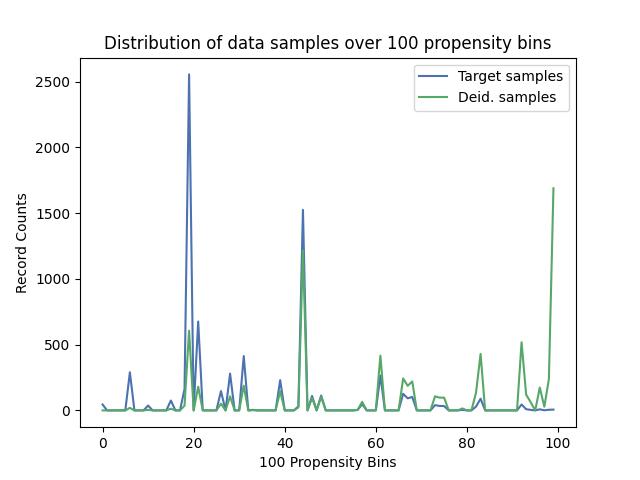 Distribution of data samples over 100 propensity bins
Target samples
Deid. samples
2500
2000
1500
1000
500
0
Record Counts
0 20 40 60 80 100
100 Propensity Bins